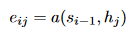 e_{ij} = a(s_{i-1}, h_j)